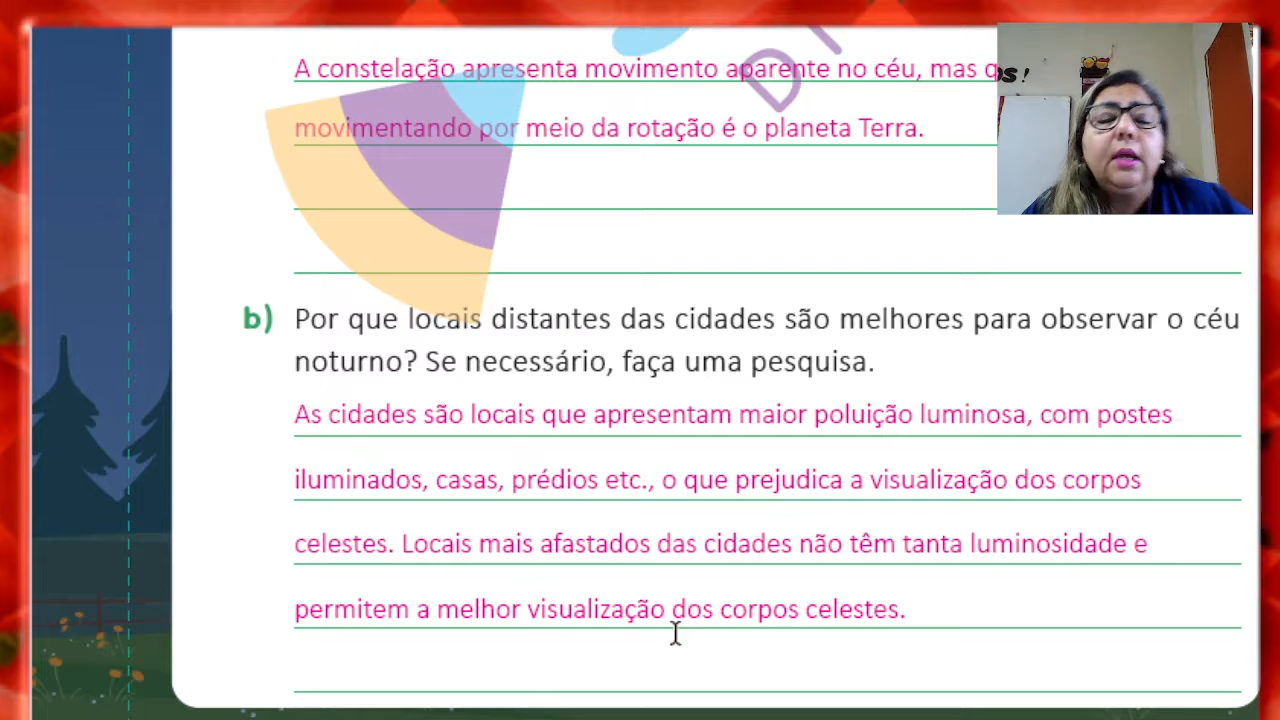 A constelação apresenta movimento aparente no céu, mas
os!
movimentando por meio da rotação é o planeta Terra.
b) Por que locais distantes das cidades são melhores para observar o céu
noturno? Se necessário, faça uma pesquisa.
As cidades são locais que apresentam maior poluição luminosa, com postes
iluminados, casas, prédios etc., o que prejudica a visualização dos corpos
celestes. Locais mais afastados das cidades não têm tanta luminosidade e
permitem a melhor visualização dos corpos celestes.